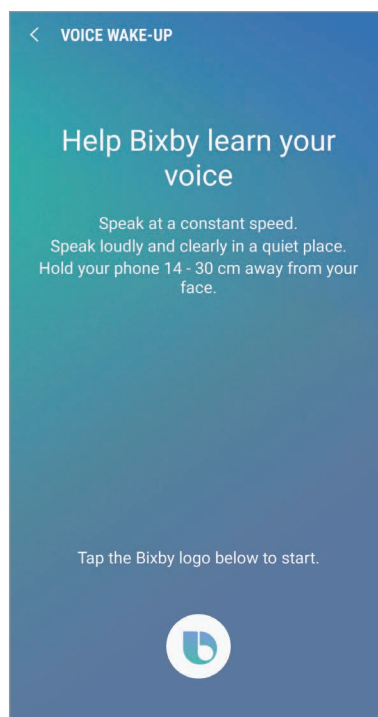 VOICE WAKE-UP
Help Bixby learn your
voice
Speak at a constant speed.
Speak loudly and clearly in a quiet place.
Hold your phone 14 - 30 cm away from your
face.
Tap the Bixby logo below to start.